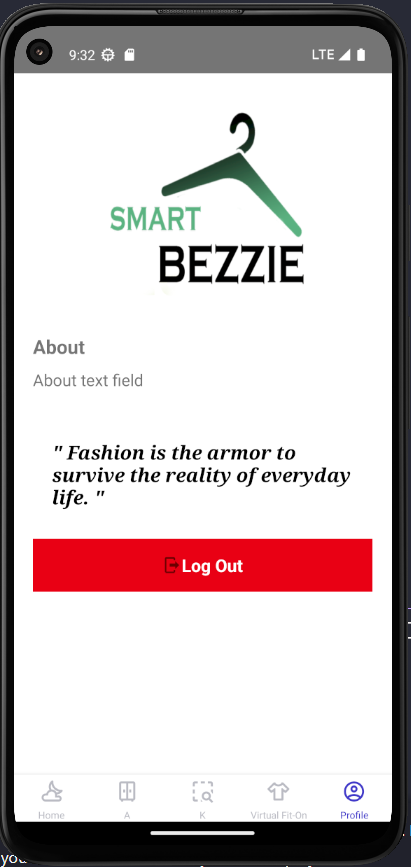 9:32
LTE
SMART
BEZZIE
About
About text field
" Fashion is the armor to
survive the reality of everyday
life. "
Log Out
Home
A
K
Virtual Fit-On
Profile
you